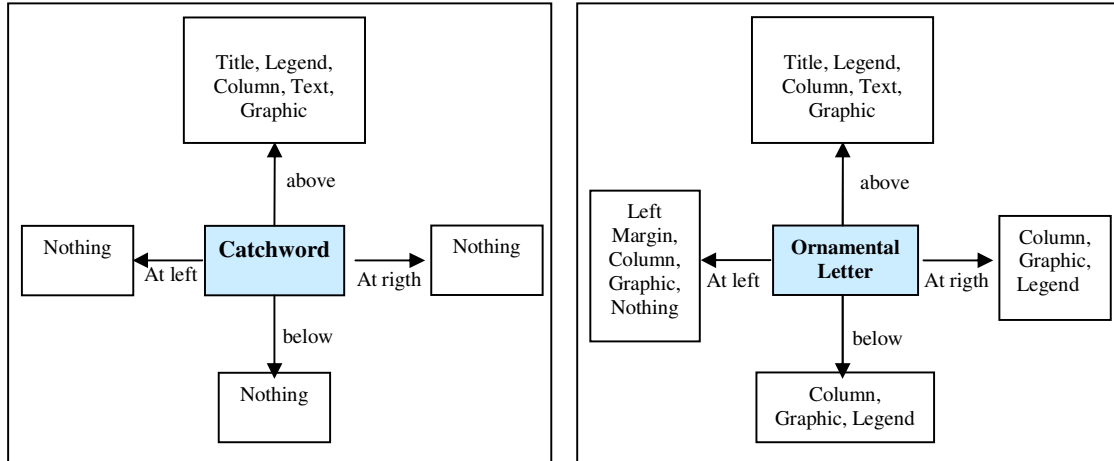 Title, Legend,
Column, Text,
Graphic
above
Nothing
At left
Catchword
At rigth
Nothing
below
Nothing
Title, Legend,
Column, Text,
Graphic
above
Left
Margin,
Column,
Graphic,
Nothing
At left
Ornamental
Letter
At rigth
Column,
Graphic,
Legend
below
Column,
Graphic, Legend